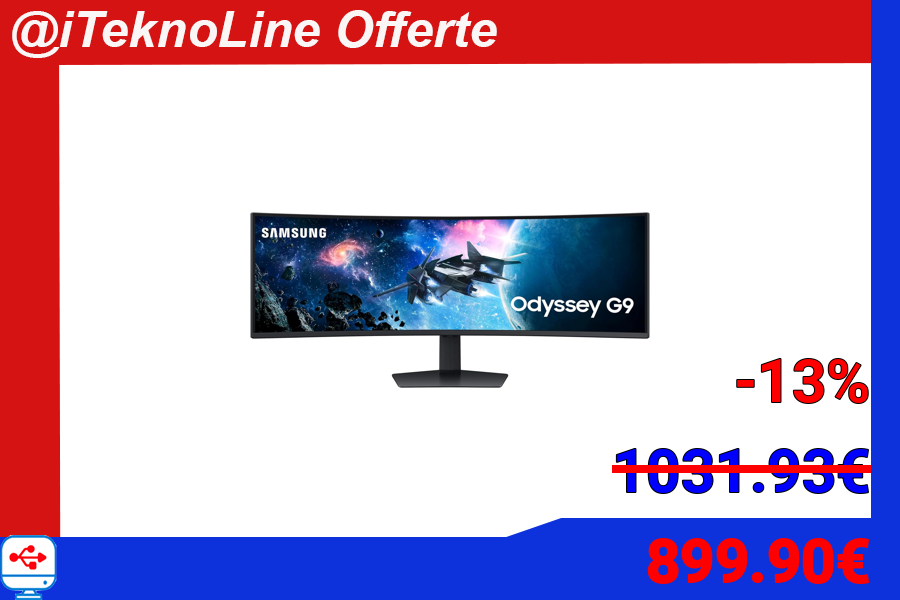 @iTeknoLine Offerte
SAMSUNG
Odyssey G9
-13%
1031.93€
899.90€